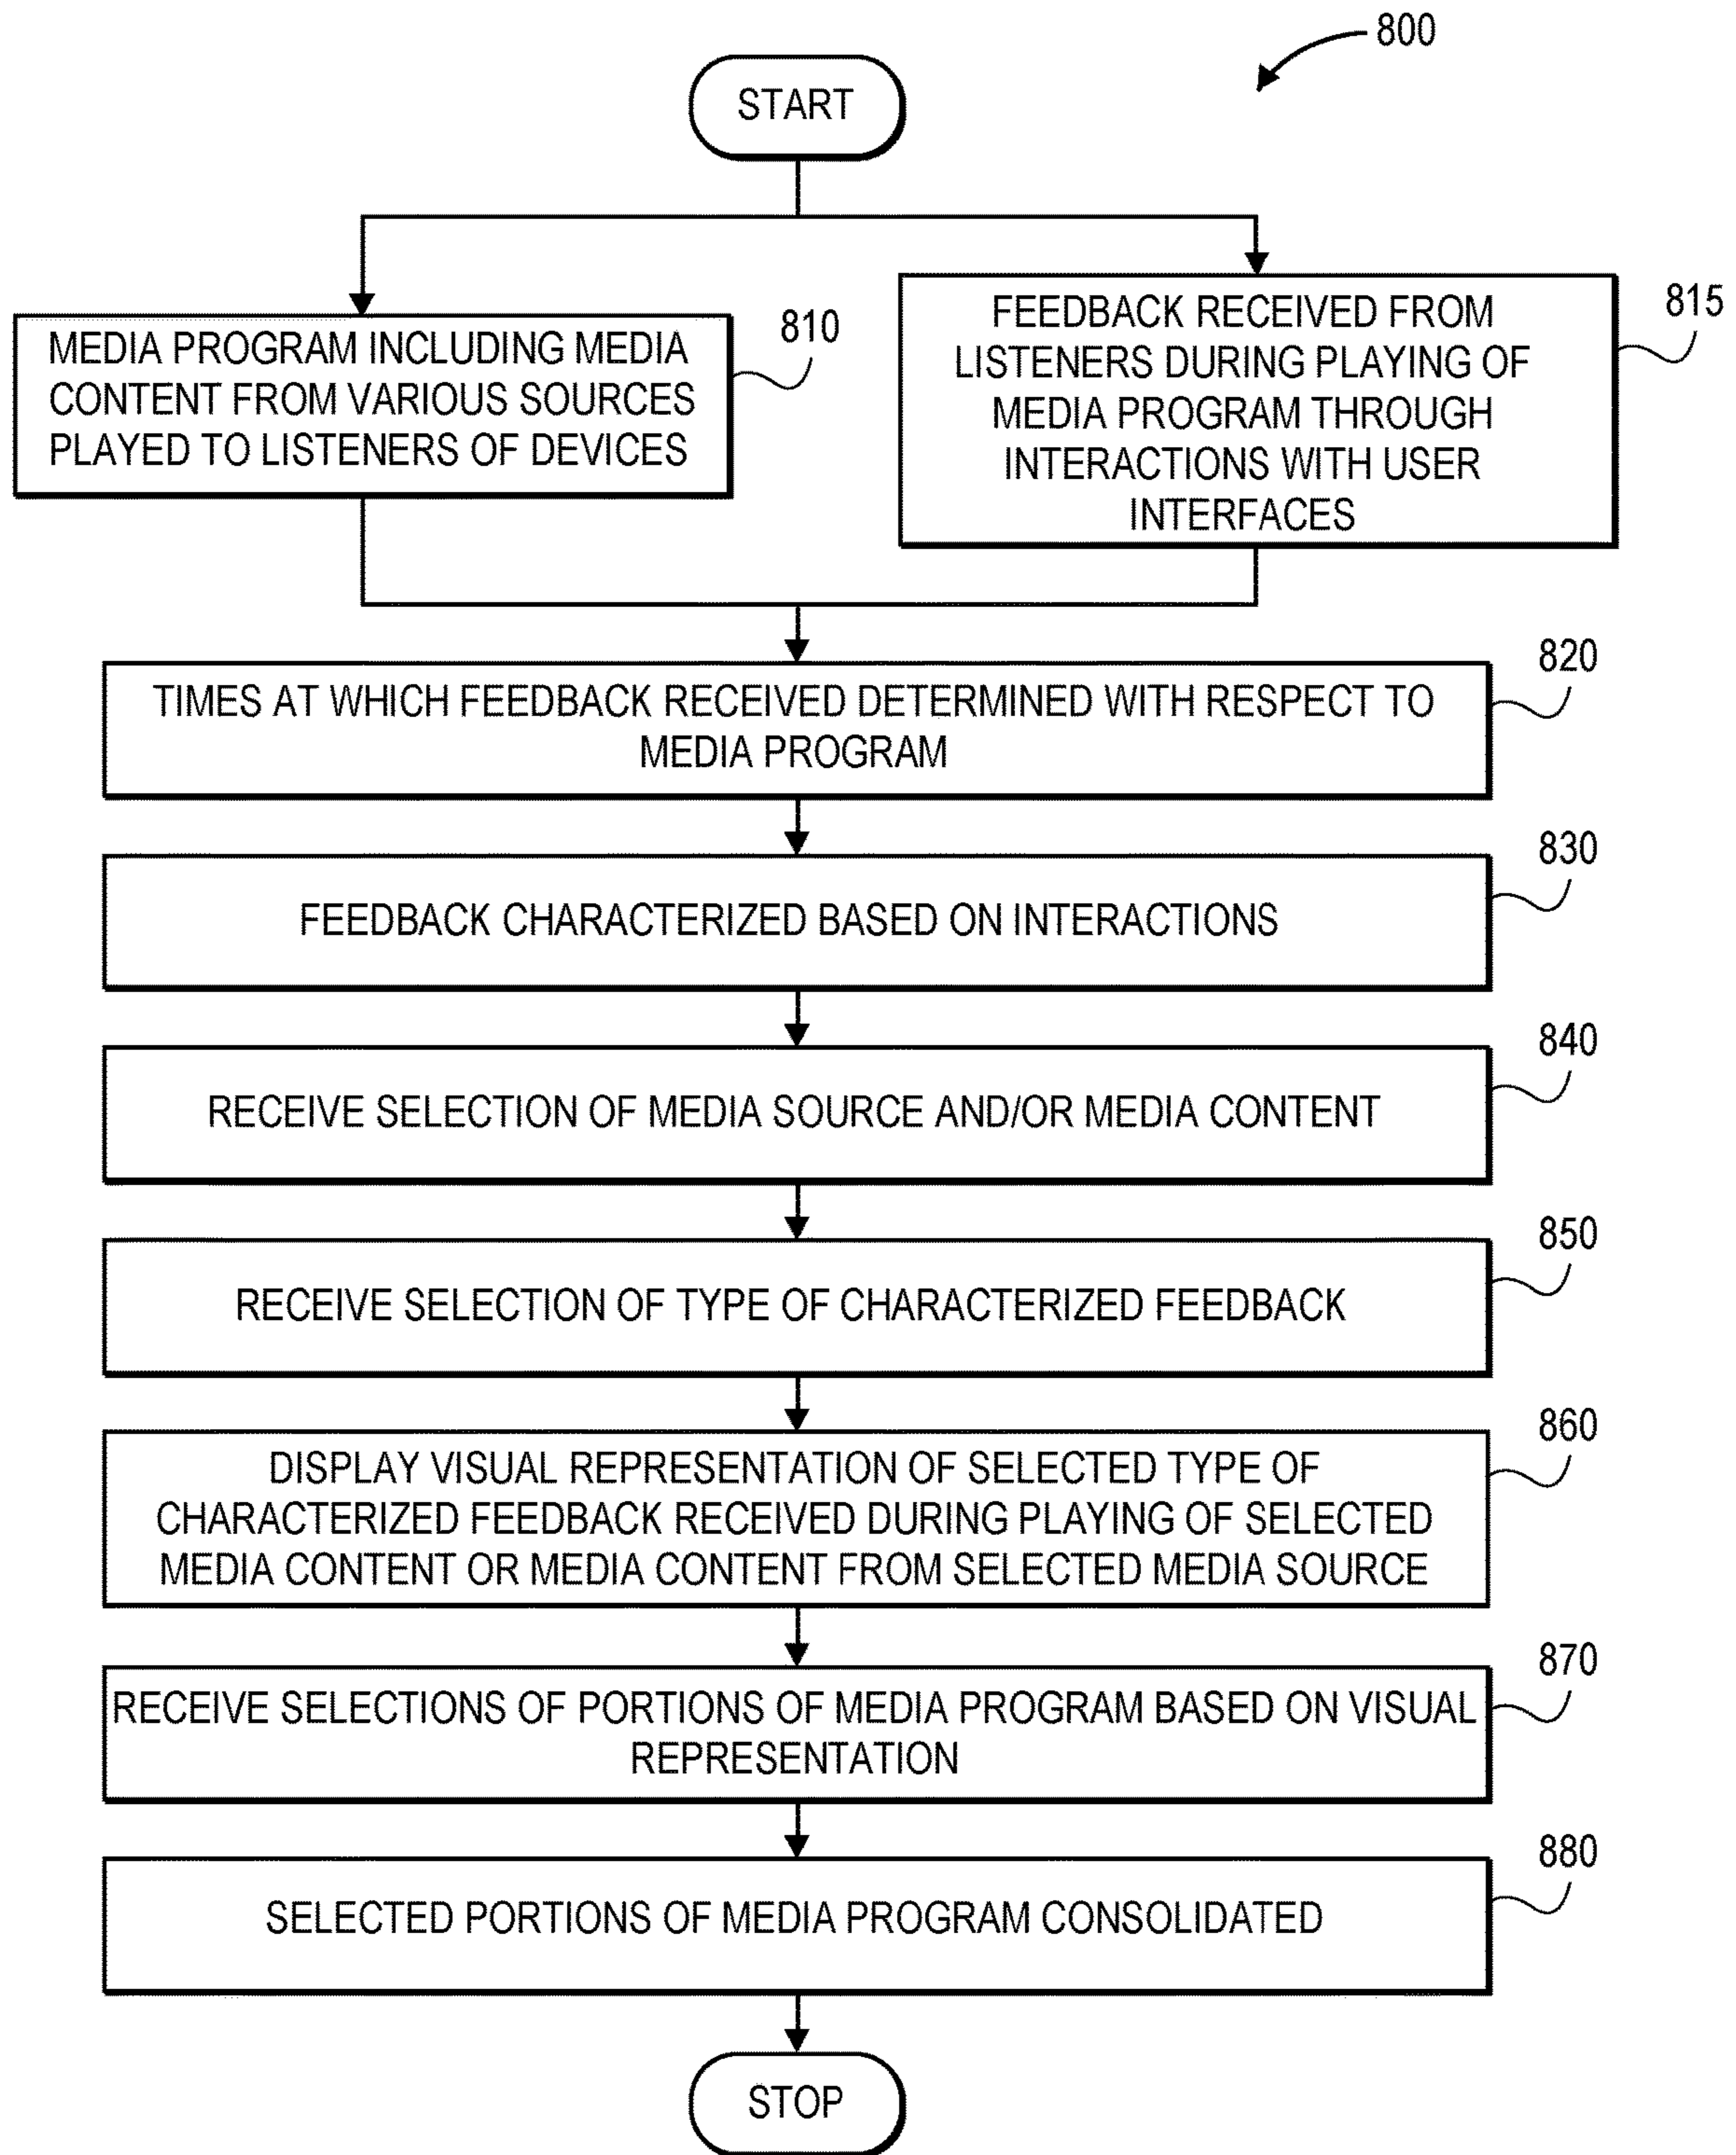 800
START
MEDIA PROGRAM INCLUDING MEDIA
CONTENT FROM VARIOUS SOURCES
PLAYED TO LISTENERS OF DEVICES
810
FEEDBACK RECEIVED FROM
LISTENERS DURING PLAYING OF
MEDIA PROGRAM THROUGH
INTERACTIONS WITH USER
INTERFACES
815
TIMES AT WHICH FEEDBACK RECEIVED DETERMINED WITH RESPECT TO
MEDIA PROGRAM
820
FEEDBACK CHARACTERIZED BASED ON INTERACTIONS
830
RECEIVE SELECTION OF MEDIA SOURCE AND/OR MEDIA CONTENT
840
RECEIVE SELECTION OF TYPE OF CHARACTERIZED FEEDBACK
850
DISPLAY VISUAL REPRESENTATION OF SELECTED TYPE OF
CHARACTERIZED FEEDBACK RECEIVED DURING PLAYING OF SELECTED
MEDIA CONTENT OR MEDIA CONTENT FROM SELECTED MEDIA SOURCE
860
RECEIVE SELECTIONS OF PORTIONS OF MEDIA PROGRAM BASED ON VISUAL
REPRESENTATION
870
SELECTED PORTIONS OF MEDIA PROGRAM CONSOLIDATED
880
STOP